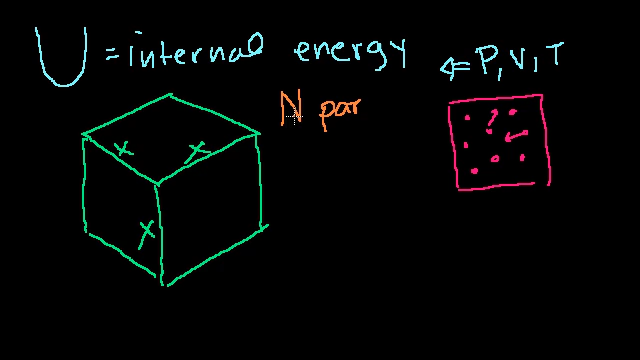 U = internal energy ⇐ P, V, T
N par
x x
x